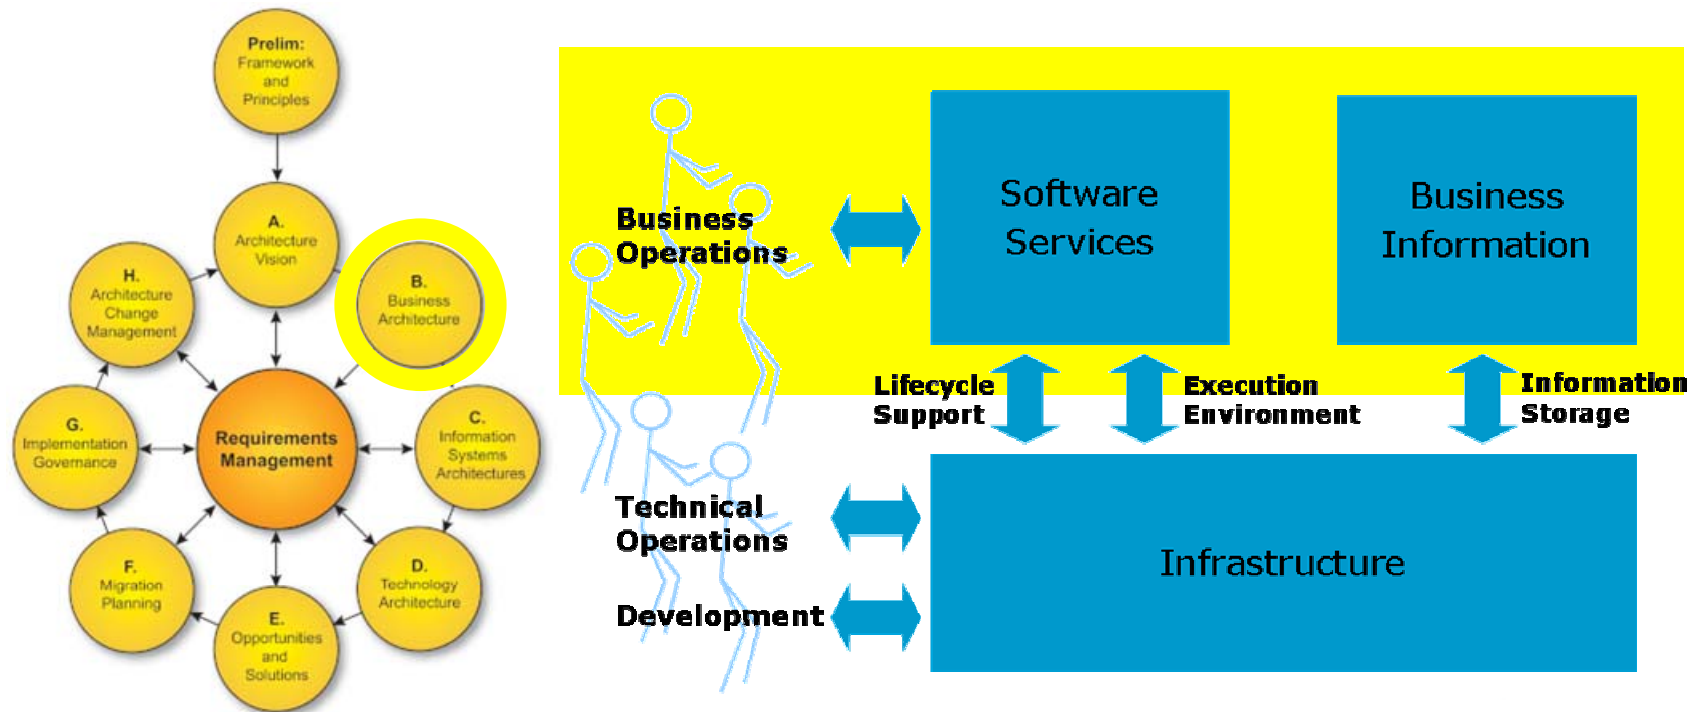 Prelim:
Framework
and
Principles
A.
Architecture
Vision
B.
Business
Architecture
C.
Information
Systems
Architectures
D.
Technology
Architecture
E.
Opportunities
and
Solutions
F.
Migration
Planning
G.
Implementation
Governance
H.
Architecture
Change
Management
Requirements
Management
Business
Operations
Software
Services
Business
Information
Lifecycle
Support
Execution
Environment
Information
Storage
Technical
Operations
Development
Infrastructure